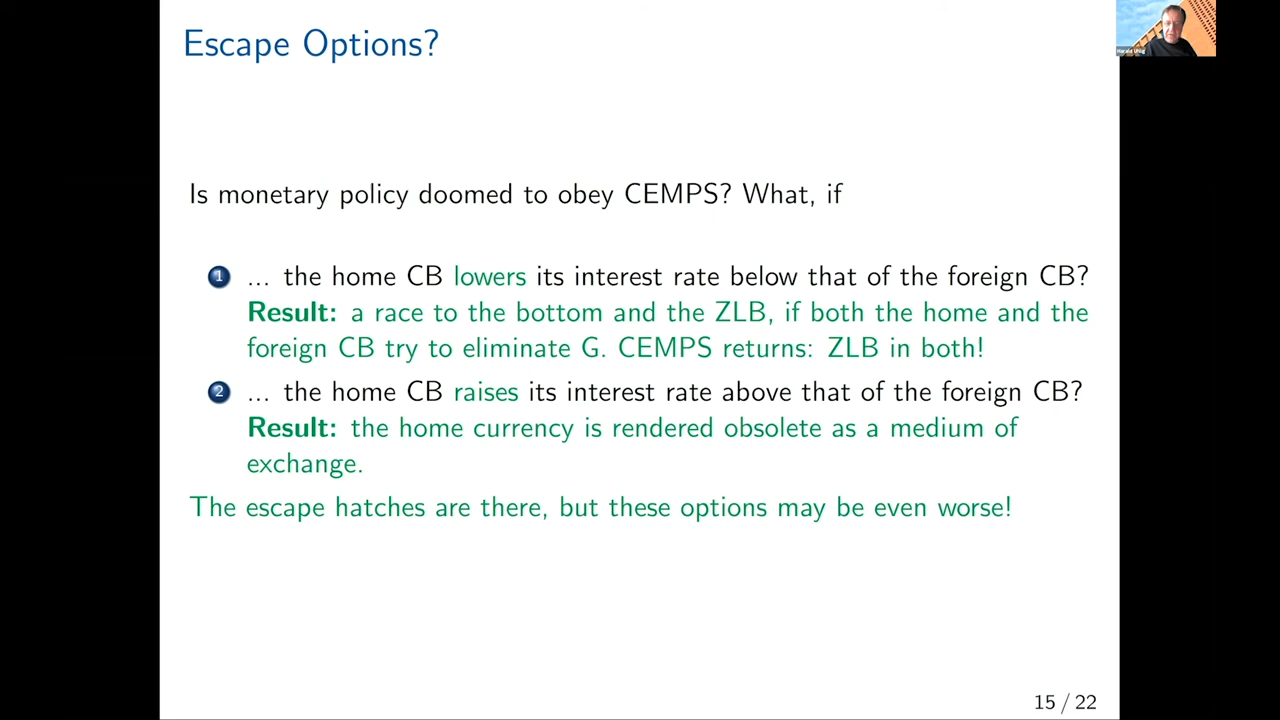 Escape Options?
Harald Uhlig
Is monetary policy doomed to obey CEMPS? What, if
1 ... the home CB lowers its interest rate below that of the foreign CB?
Result: a race to the bottom and the ZLB, if both the home and the
foreign CB try to eliminate G. CEMPS returns: ZLB in both!
2 ... the home CB raises its interest rate above that of the foreign CB?
Result: the home currency is rendered obsolete as a medium of
exchange.
The escape hatches are there, but these options may be even worse!
15 / 22